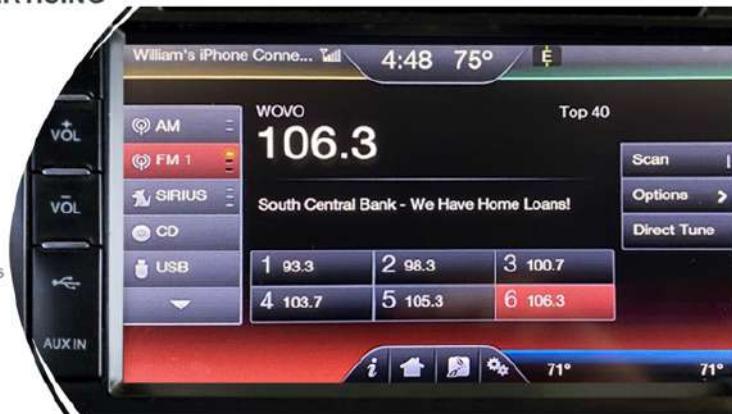 William's iPhone Conne...
4:48 75° E
VOL
VOL
AUX IN
AM
FM 1
SIRIUS
CD
USB
WOVO
Top 40
106.3
South Central Bank - We Have Home Loans!
1 93.3
2 98.3
3 100.7
4 103.7
5 105.3
6 106.3
Scan
Options >
Direct Tune
i
71°
71°